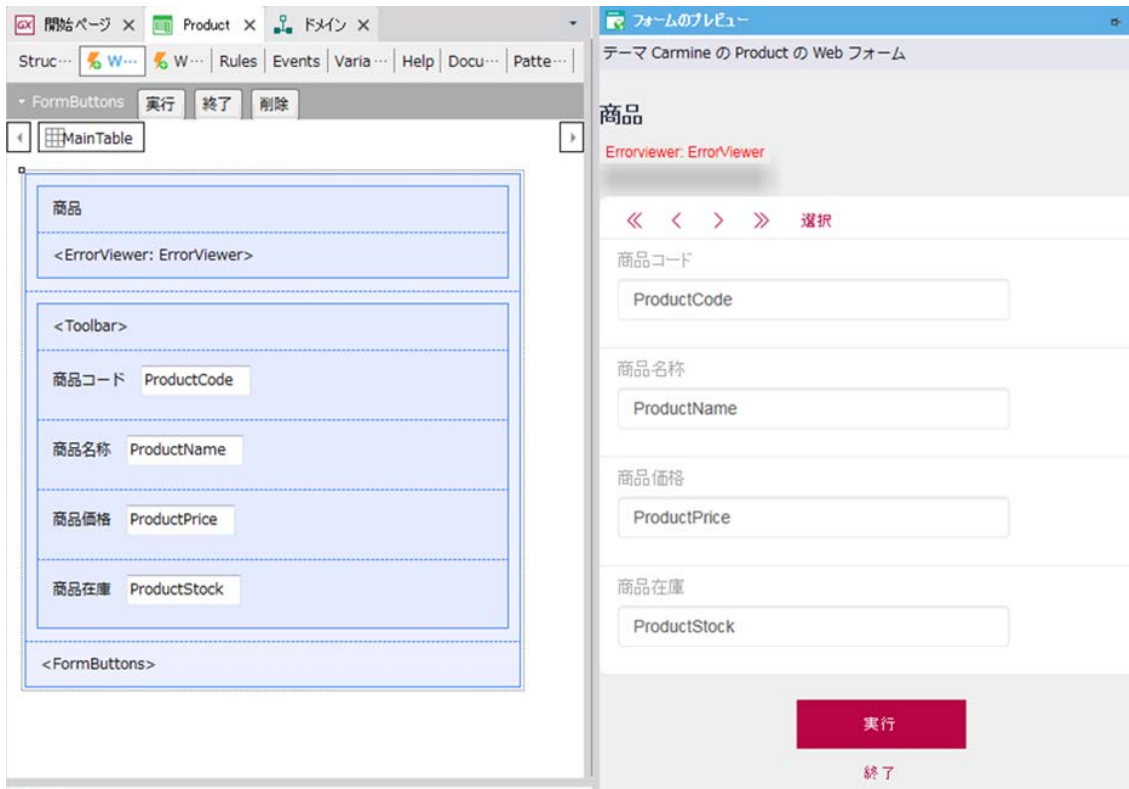 GX 開始ページ × Product × ドメイン ×
Struc… W… W… Rules Events Varia… Help Docu… Patte…
FormButtons 実行 終了 削除
MainTable
商品
<ErrorViewer: ErrorViewer>
<Toolbar>
商品コード ProductCode
商品名称 ProductName
商品価格 ProductPrice
商品在庫 ProductStock
<FormButtons>
フォームのプレビュー
テーマ Carmine の Product の Web フォーム
商品
Errorviewer: ErrorViewer
選択
商品コード
ProductCode
商品名称
ProductName
商品価格
ProductPrice
商品在庫
ProductStock
実行
終了